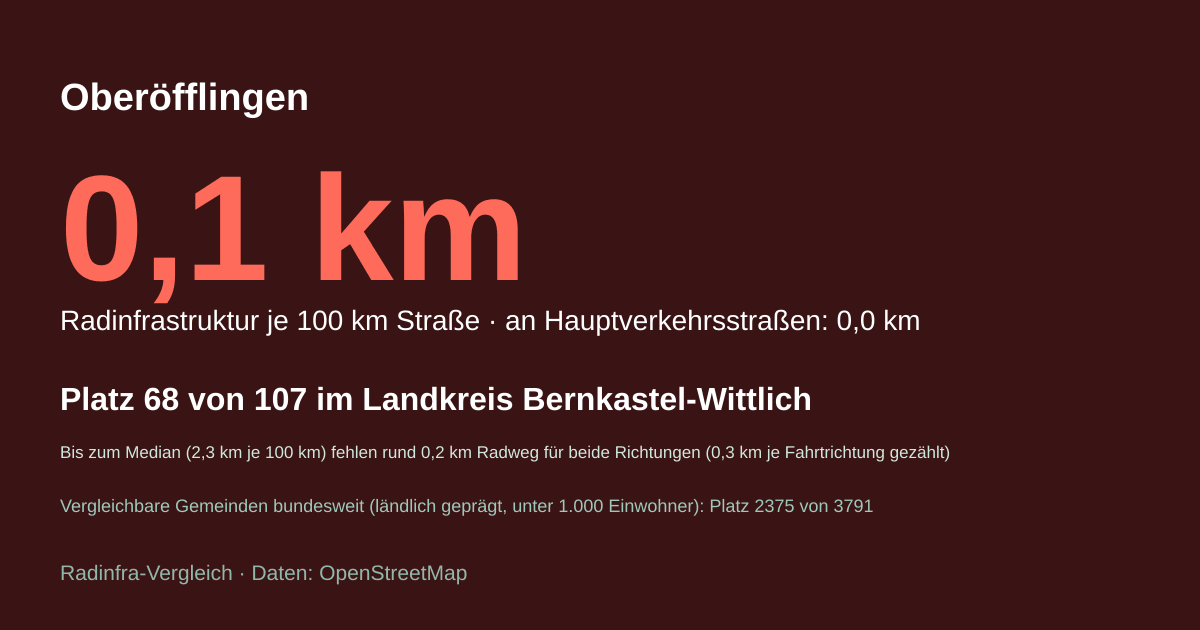 Oberöfflingen
0,1 km
Radinfrastruktur je 100 km Straße · an Hauptverkehrsstraßen: 0,0 km
Platz 68 von 107 im Landkreis Bernkastel-Wittlich
Bis zum Median (2,3 km je 100 km) fehlen rund 0,2 km Radweg für beide Richtungen (0,3 km je Fahrtrichtung gezählt)
Vergleichbare Gemeinden bundesweit (ländlich geprägt, unter 1.000 Einwohner): Platz 2375 von 3791
Radinfra-Vergleich · Daten: OpenStreetMap